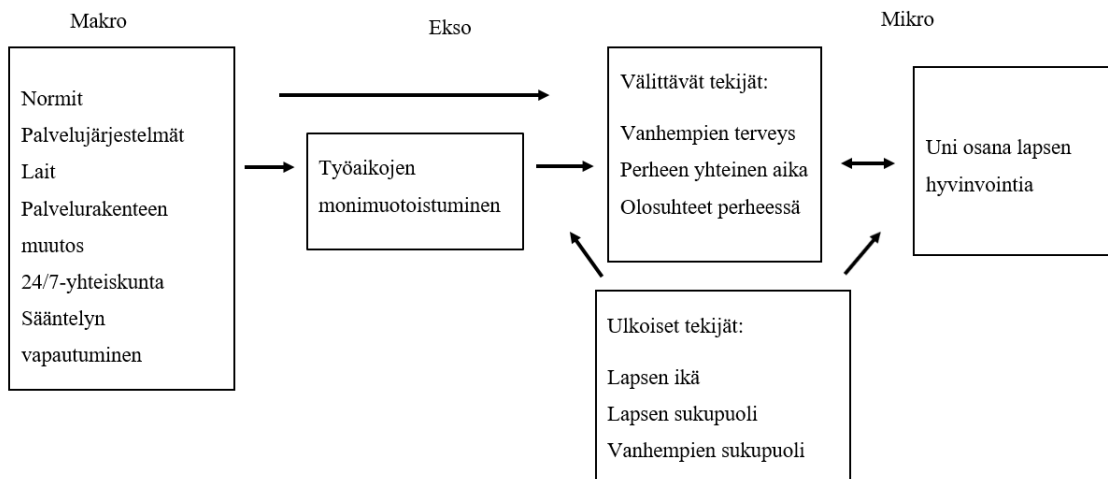 Makro
Normit
Palvelujärjestelmät
Lait
Palvelurakenteen
muutos
24/7-yhteiskunta
Sääntelyn
vapautuminen
Ekso
Työaikojen
monimuotoistuminen
Mikro
Välittävät tekijät:
Vanhempien terveys
Perheen yhteinen aika
Olosuhteet perheessä
Uni osana lapsen
hyvinvointia
Ulkoiset tekijät:
Lapsen ikä
Lapsen sukupuoli
Vanhempien sukupuoli